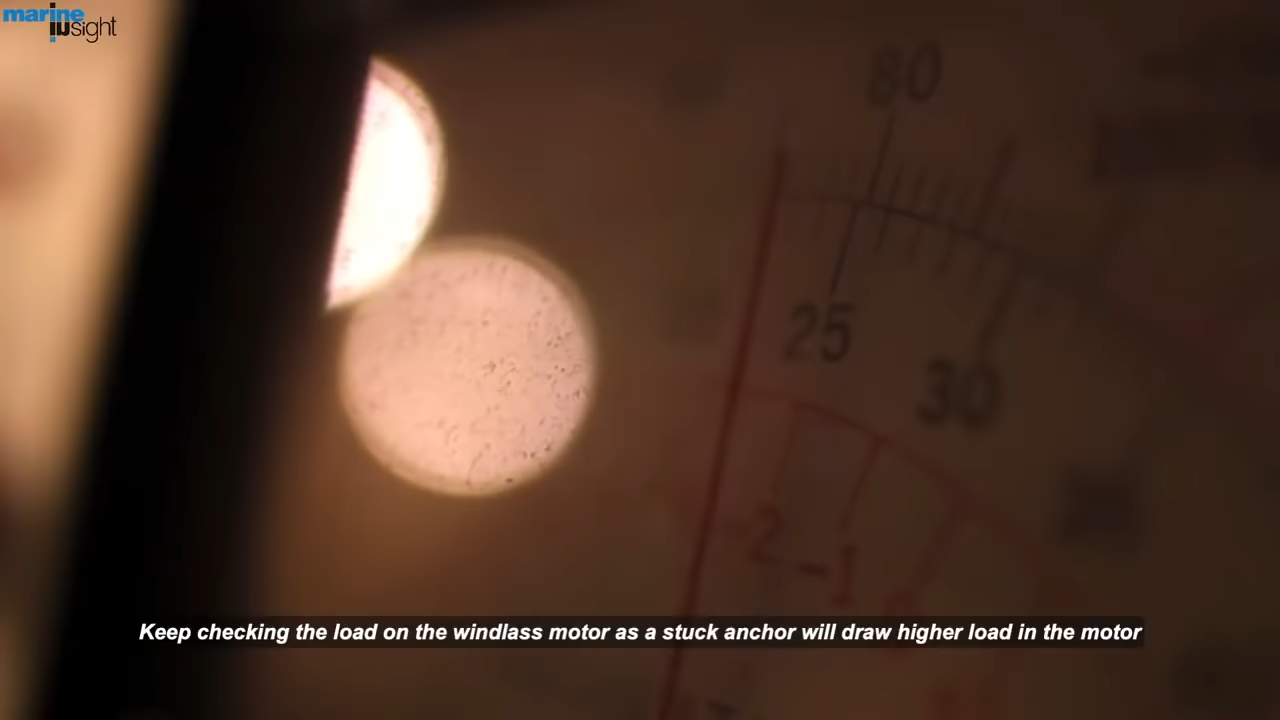 marine
insight
80
25
30
-2
-1
0
Keep checking the load on the windlass motor as a stuck anchor will draw higher load in the motor